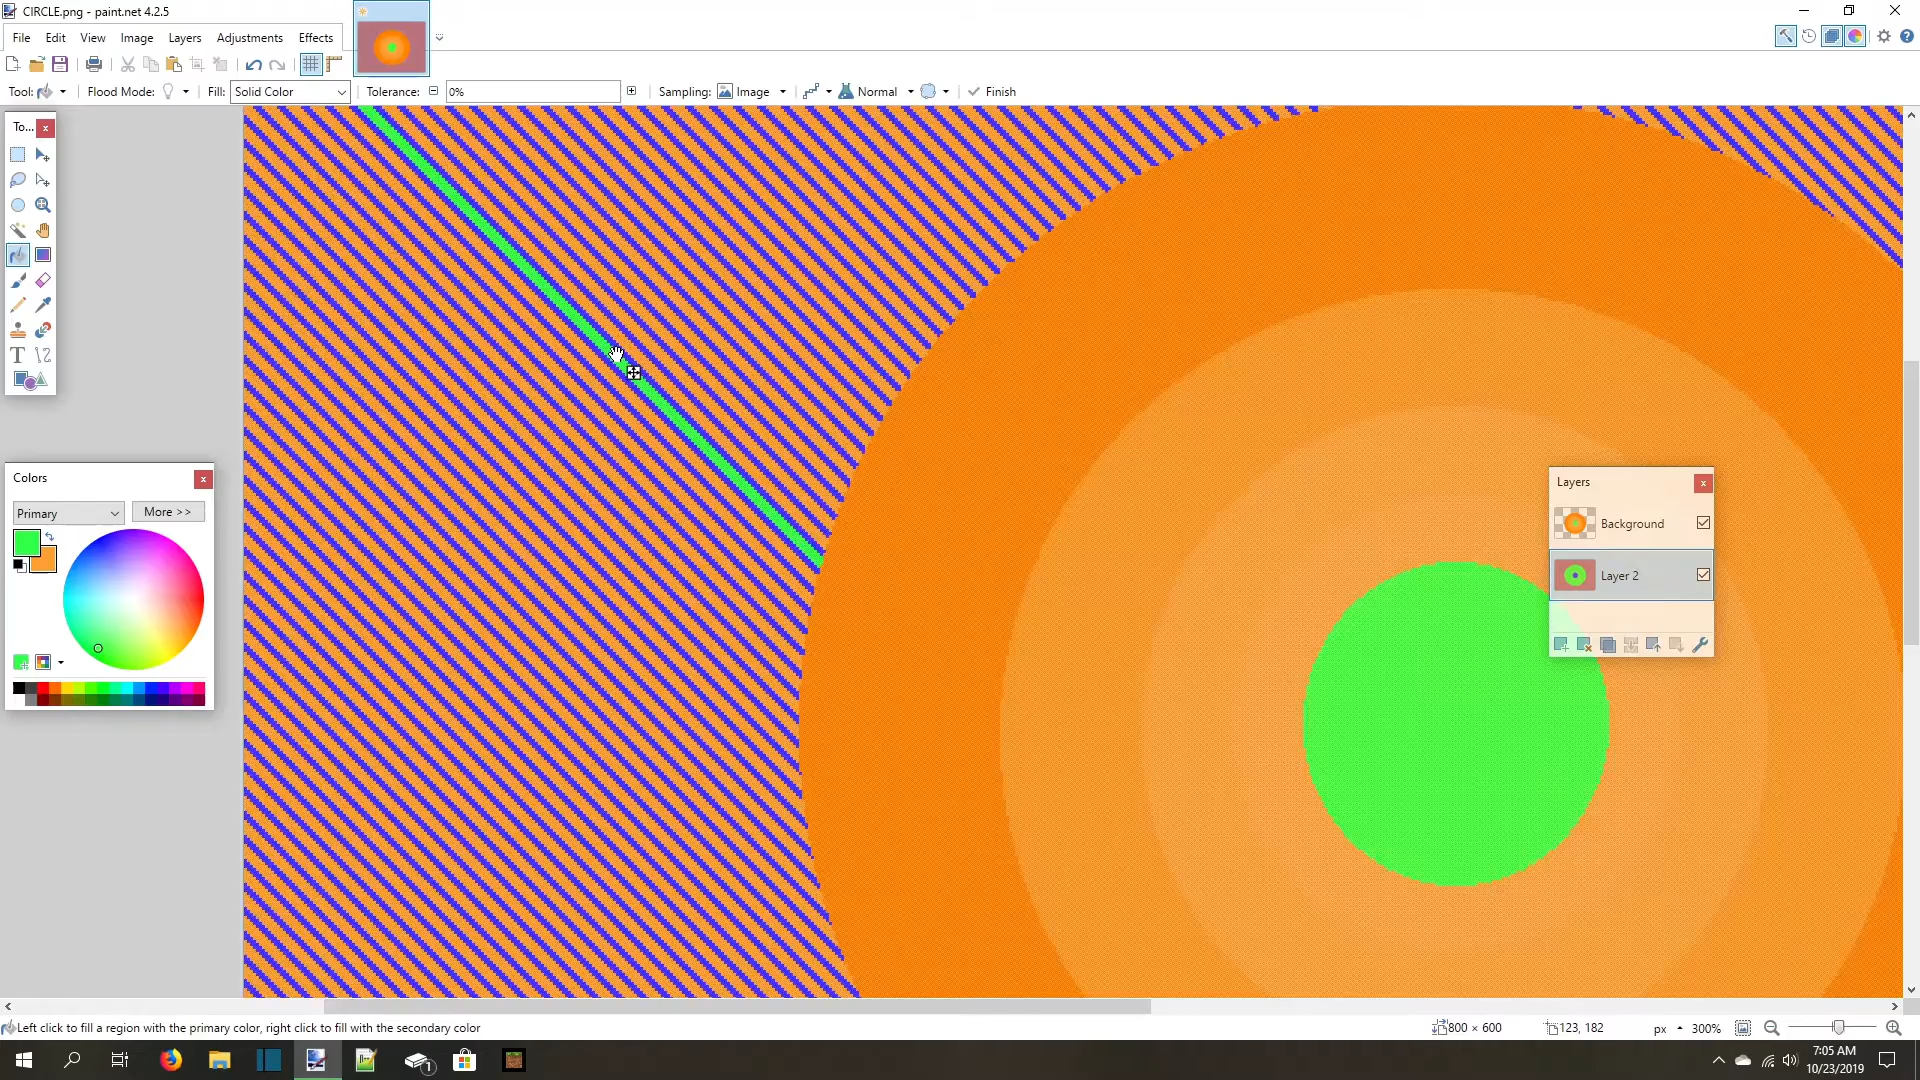 CIRCLE.png - paint.net 4.2.5
File Edit View Image Layers Adjustments Effects
Tool: Flood Mode: Fill: Solid Color Tolerance: 0% Sampling: Image Normal Finish
To...
Colors
Primary More >>
Layers
Background
Layer 2
Left click to fill a region with the primary color, right click to fill with the secondary color
800 × 600 123, 182 px 300%
1
7:05 AM
10/23/2019